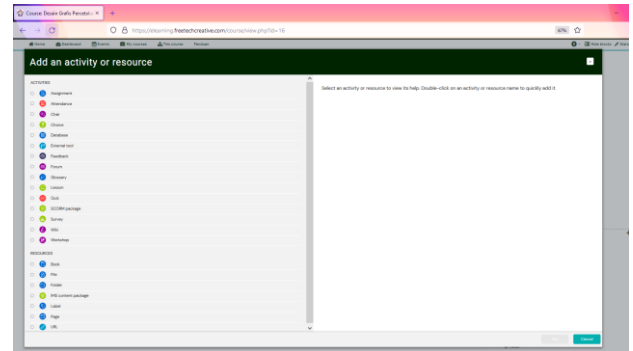 Course: Desain Grafis Percetak
https://elearning.freetechcreative.com/course/view.php?id=16
67%
Home Dashboard Events My courses This course
Add an activity or resource
ACTIVITIES
Assignment
Attendance
Chat
Choice
Database
External tool
Feedback
Forum
Glossary
Lesson
Quiz
SCORM package
Survey
Wiki
Workshop
RESOURCES
Book
File
Folder
IMS content package
Label
Page
URL
Select an activity or resource to view its help. Double-click on an activity or resource name to quickly add it.
Cancel